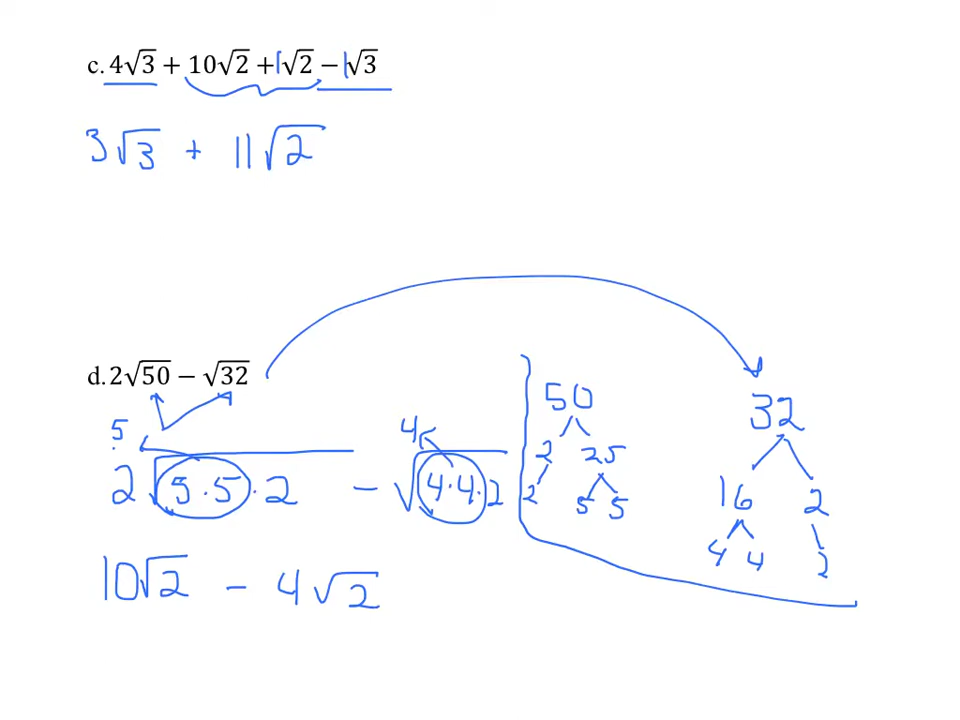 c. 4√3 + 10√2 + 1√2 − 1√3
3√3 + 11√2
d. 2√50 − √32
5
2√5·5·2 − √4·4·2
4
10√2 − 4√2
50
2 25
2 5 5
32
16 2
4 4 2